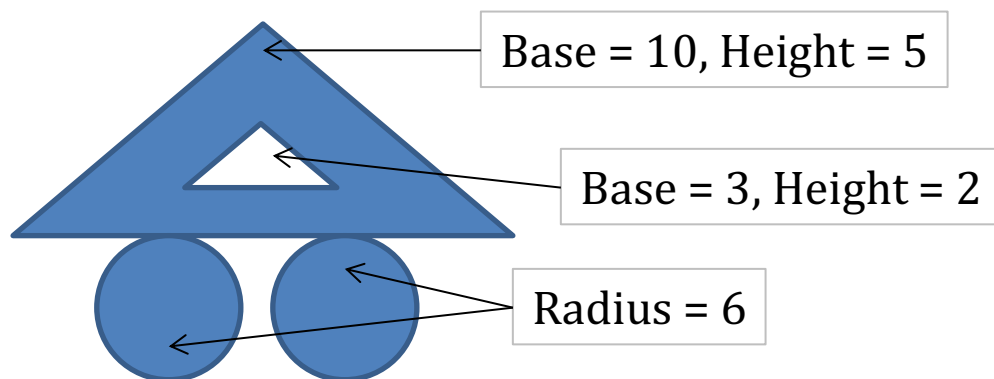 Base = 10, Height = 5
Base = 3, Height = 2
Radius = 6